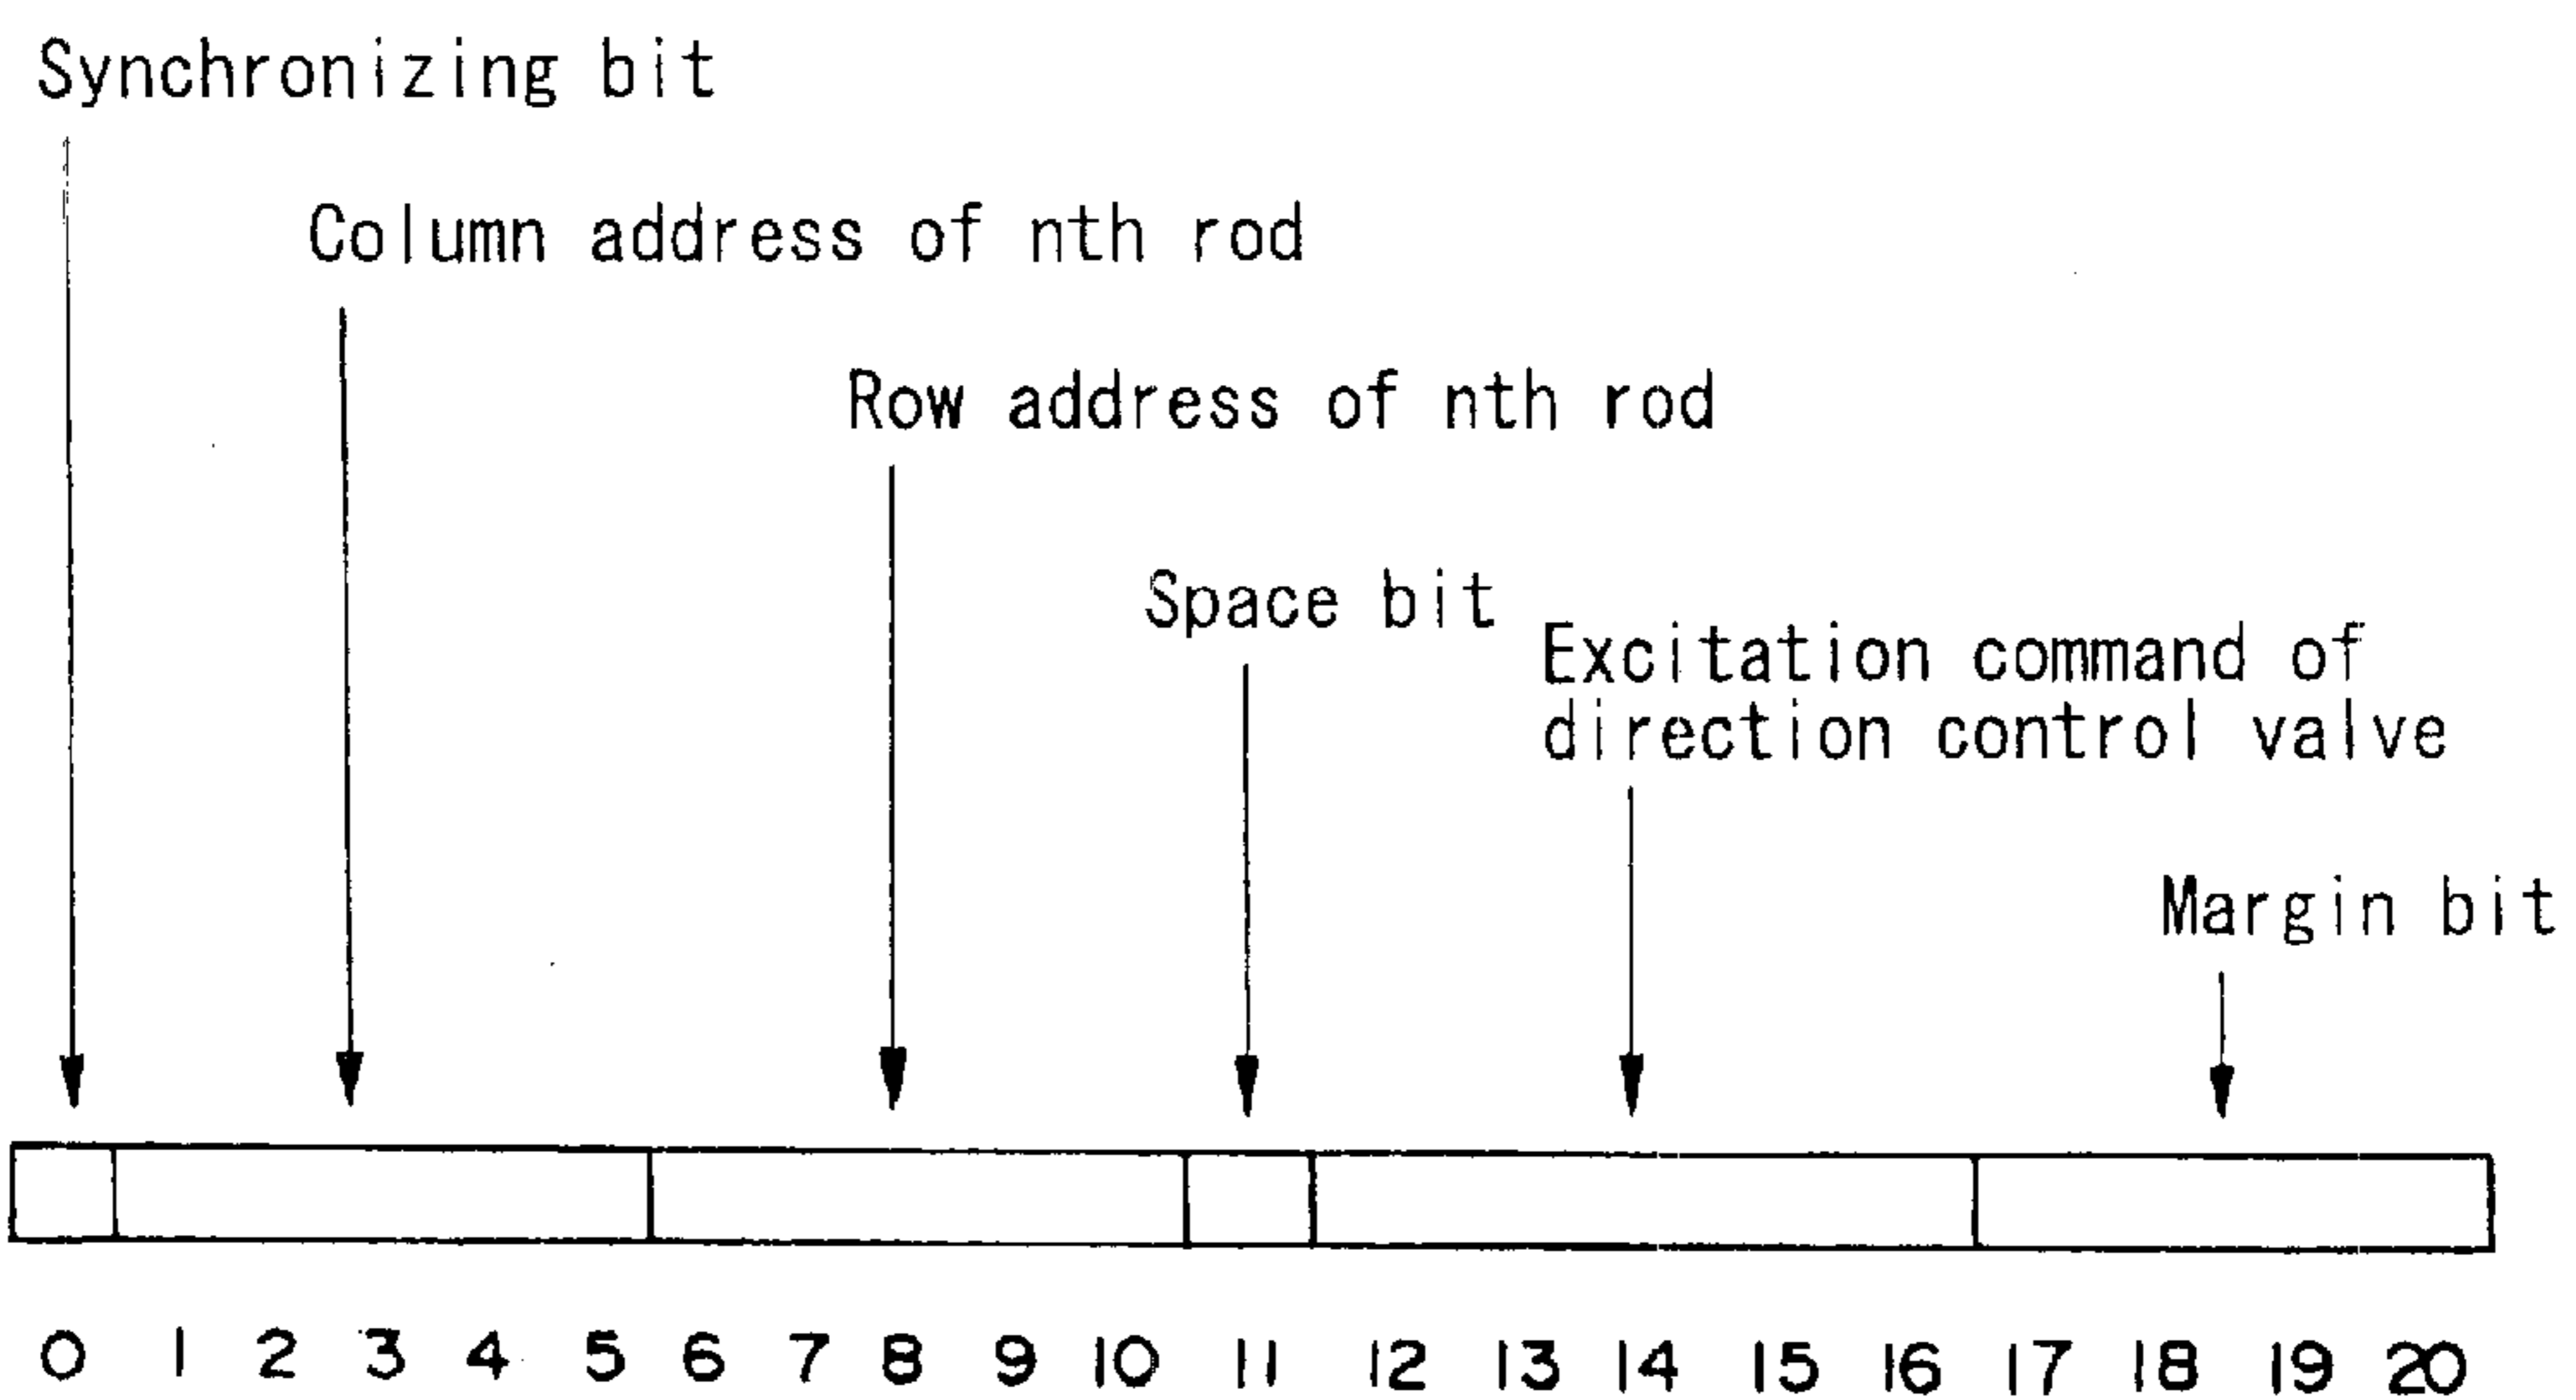 Synchronizing bit
Column address of nth rod
Row address of nth rod
Space bit
Excitation command of
direction control valve
Margin bit
0 1 2 3 4 5 6 7 8 9 10 11 12 13 14 15 16 17 18 19 20